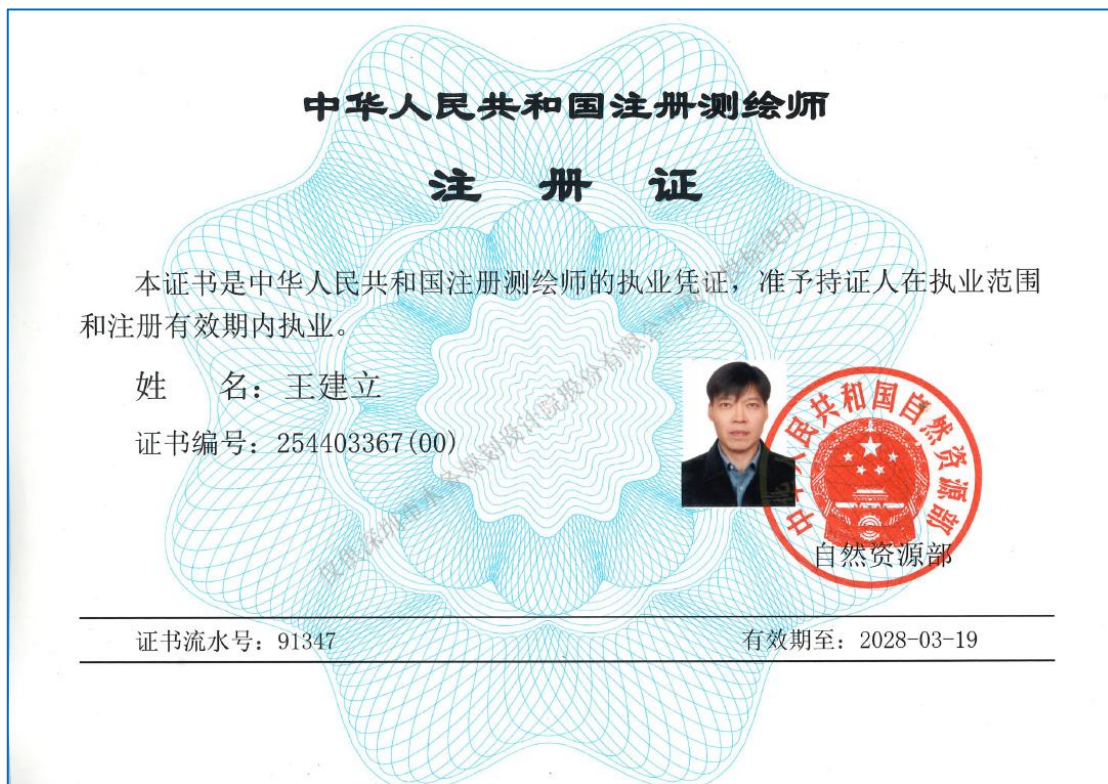 中华人民共和国注册测绘师
注 册 证
本证书是中华人民共和国注册测绘师的执业凭证，准予持证人在执业范围
和注册有效期内执业。
姓 名：王建立
证书编号：254403367(00)
中华人民共和国自然资源部
自然资源部
证书流水号：91347
有效期至：2028-03-19